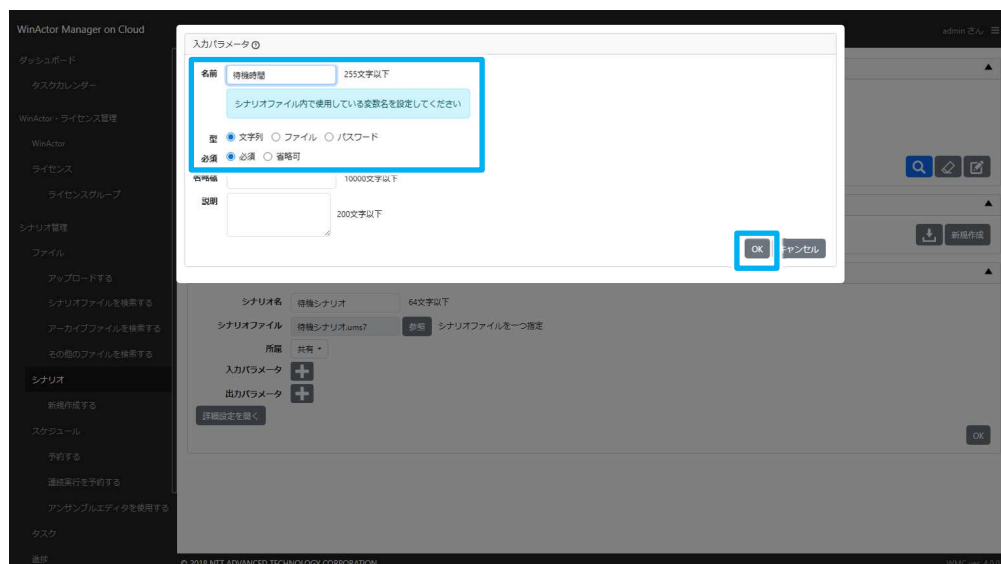 WinActor Manager on Cloud
admin さん
ダッシュボード
タスクカレンダー
WinActor・ライセンス管理
WinActor
ライセンス
ライセンスグループ
シナリオ管理
ファイル
アップロードする
シナリオファイルを検索する
アーカイブファイルを検索する
その他のファイルを検索する
シナリオ
新規作成する
スケジュール
予約する
連続実行を予約する
アンサンブルエディタを使用する
タスク
進捗
入力パラメータ
名前 待機時間 255文字以下
シナリオファイル内で使用している変数名を設定してください
型 文字列 ファイル パスワード
必須 必須 省略可
省略値 10000文字以下
説明 200文字以下
OK キャンセル
新規作成
シナリオ名 待機シナリオ 64文字以下
シナリオファイル 待機シナリオ.ums7 参照 シナリオファイルを一つ指定
所属 共有
入力パラメータ
出力パラメータ
詳細設定を開く
OK
© 2018 NTT ADVANCED TECHNOLOGY CORPORATION